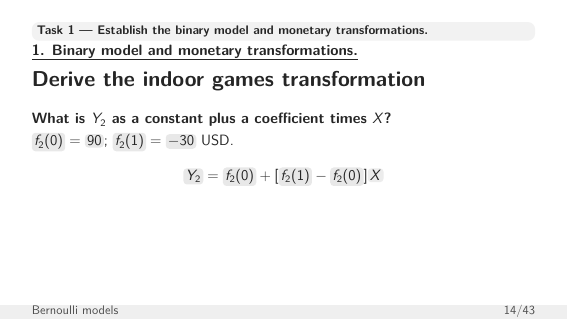 Task 1 — Establish the binary model and monetary transformations.
1. Binary model and monetary transformations.
Derive the indoor games transformation
What is Y₂ as a constant plus a coefficient times X?
f₂(0) = 90; f₂(1) = −30 USD.
Y₂ = f₂(0) + [f₂(1) − f₂(0)] X
Bernoulli models 14/43